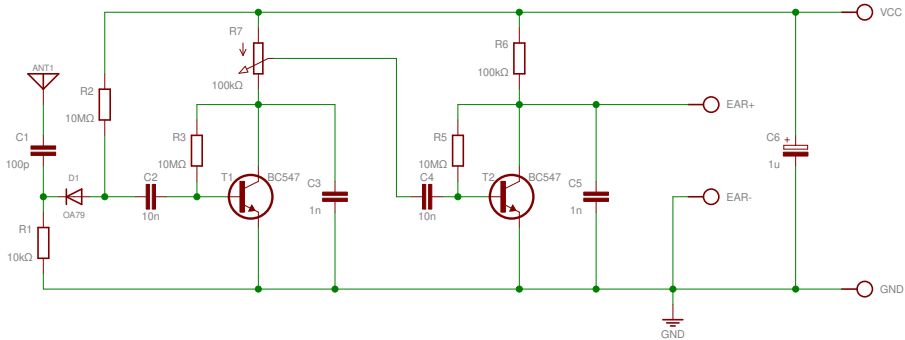 VCC
R7
R6
100kΩ
100kΩ
ANT1
R2
10MΩ
EAR+
C1
100p
R3
10MΩ
R5
10MΩ
C6
+
1u
D1
OA79
C2
10n
T1
BC547
C3
1n
C4
10n
T2
BC547
C5
1n
EAR-
R1
10kΩ
GND
GND